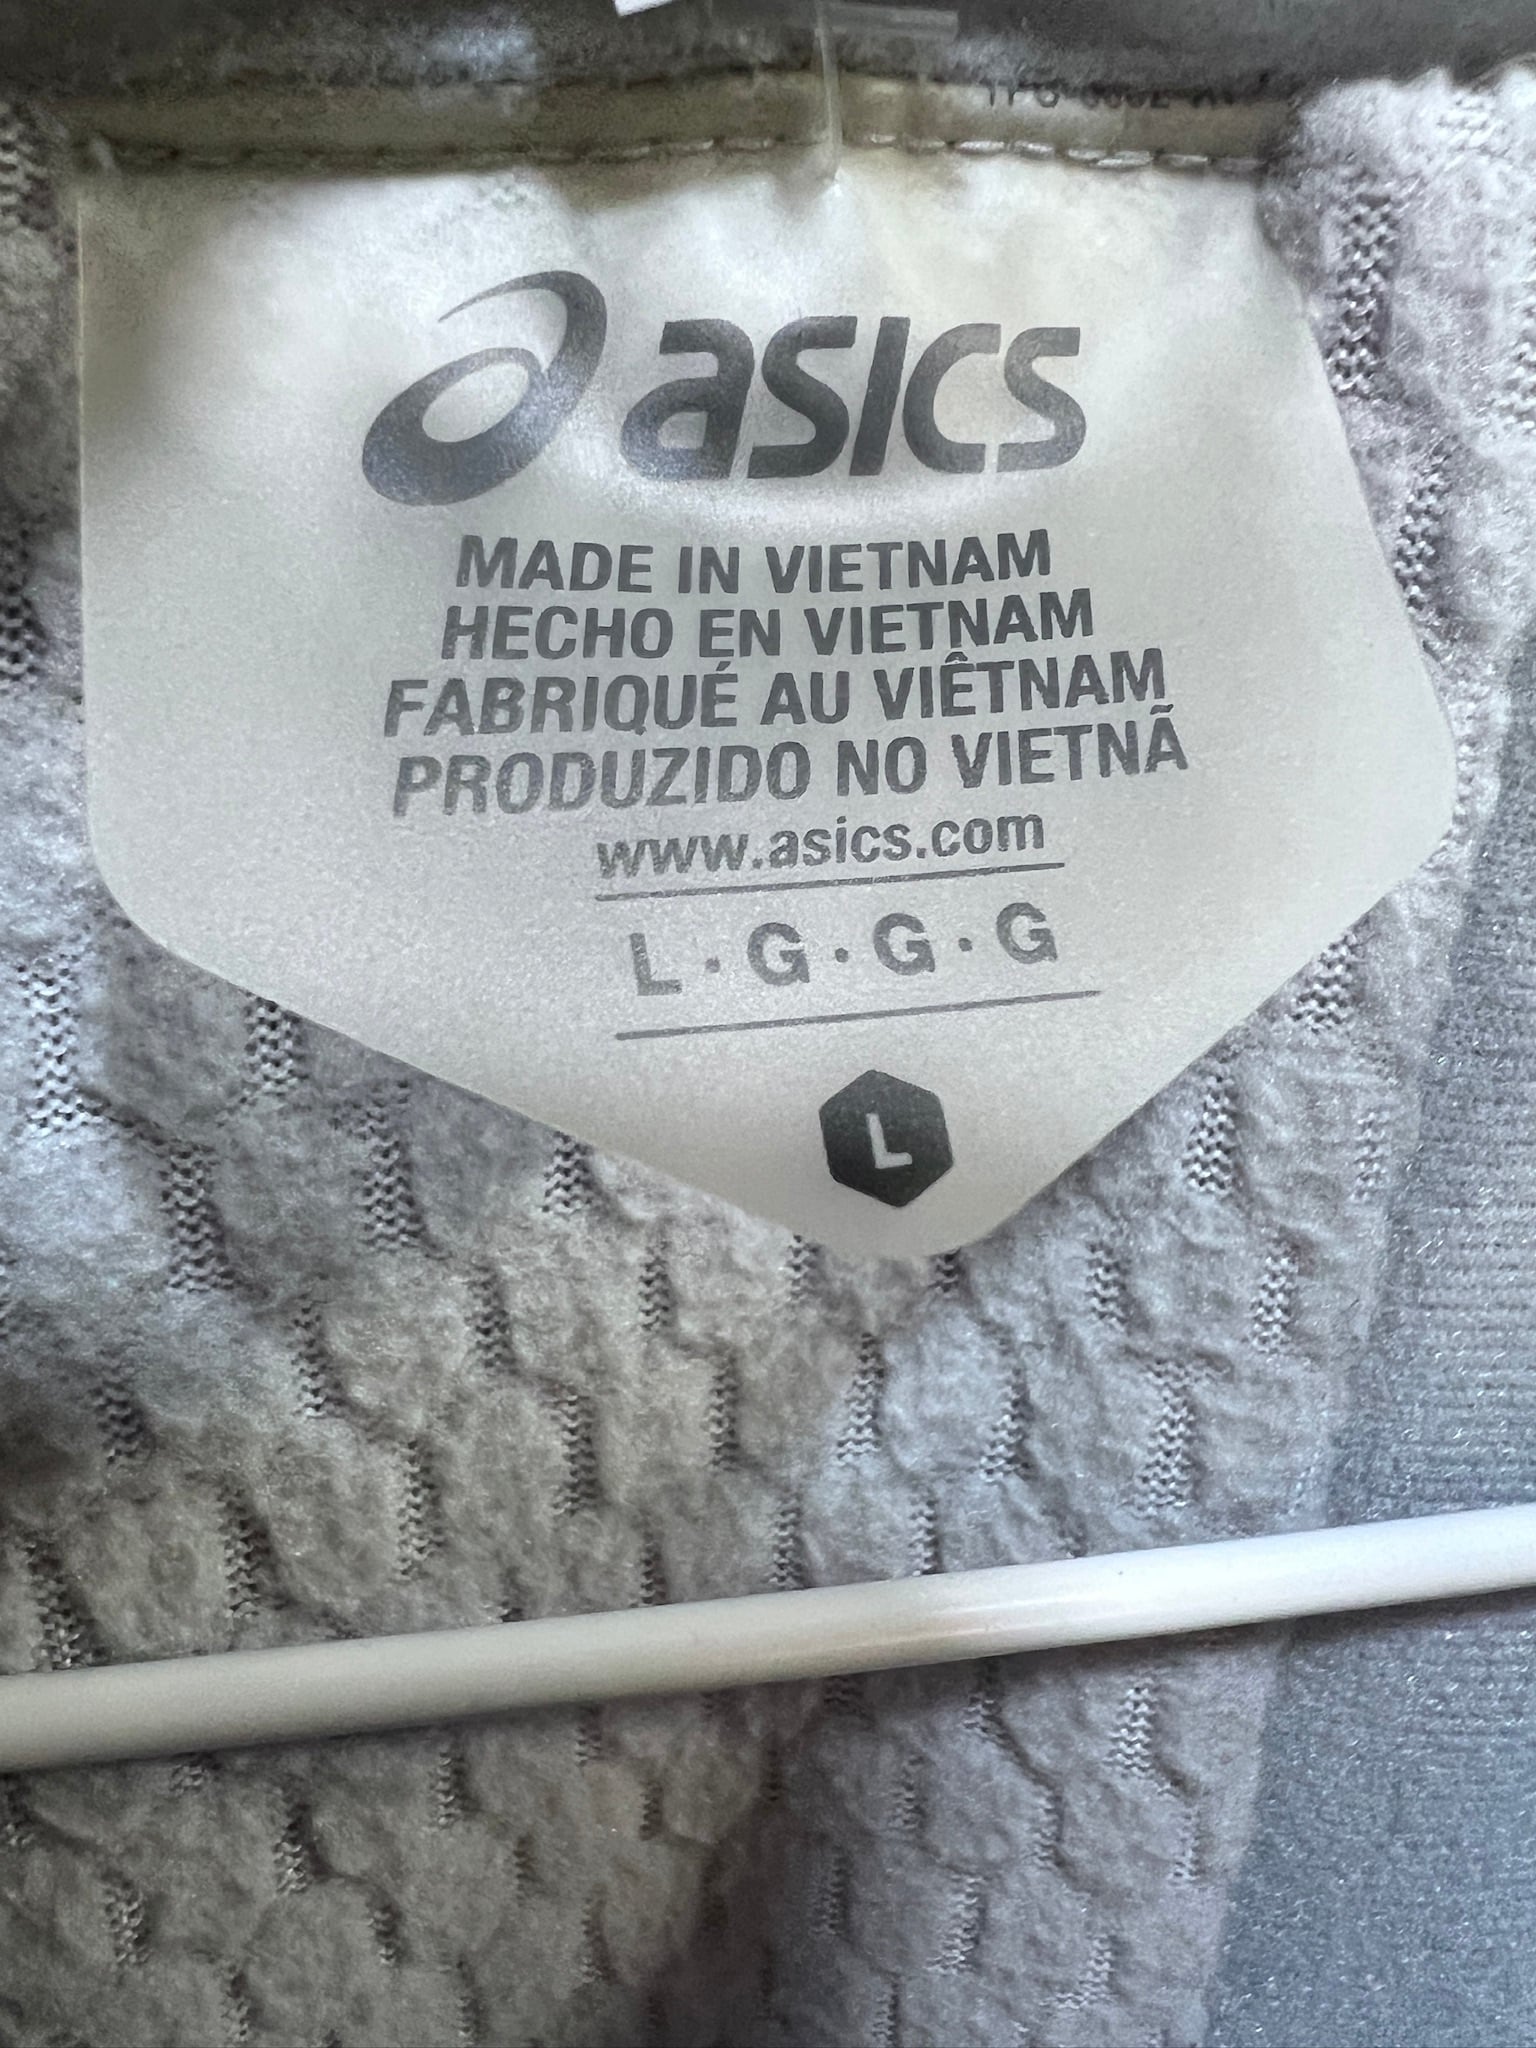 asics
MADE IN VIETNAM
HECHO EN VIETNAM
FABRIQUÉ AU VIÊTNAM
PRODUZIDO NO VIETNÃ
www.asics.com
L·G·G·G
L